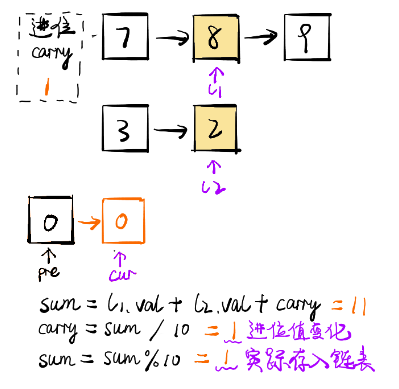 进位
carry
1
7 → 8 → 9
l1
3 → 2
l2
0 → 0
pre cur
sum = l1.val + l2.val + carry = 11
carry = sum / 10 = 1 进位值变化
sum = sum % 10 = 1 实际存入链表